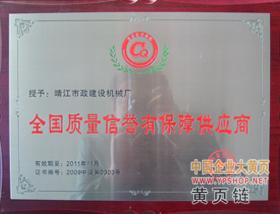 CQ
授予：靖江市政建设机械厂
全国质量信誉有保障供应商
有效期至：2011年11月
中国企业大黄页
www.YPSHOP.NET
黄页链